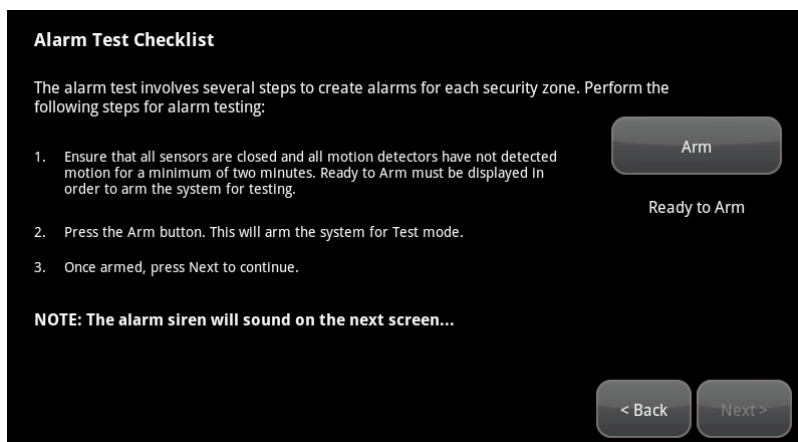 Alarm Test Checklist
The alarm test involves several steps to create alarms for each security zone. Perform the
following steps for alarm testing:
1. Ensure that all sensors are closed and all motion detectors have not detected
motion for a minimum of two minutes. Ready to Arm must be displayed in
order to arm the system for testing.
Arm
Ready to Arm
2. Press the Arm button. This will arm the system for Test mode.
3. Once armed, press Next to continue.
NOTE: The alarm siren will sound on the next screen...
< Back
Next >